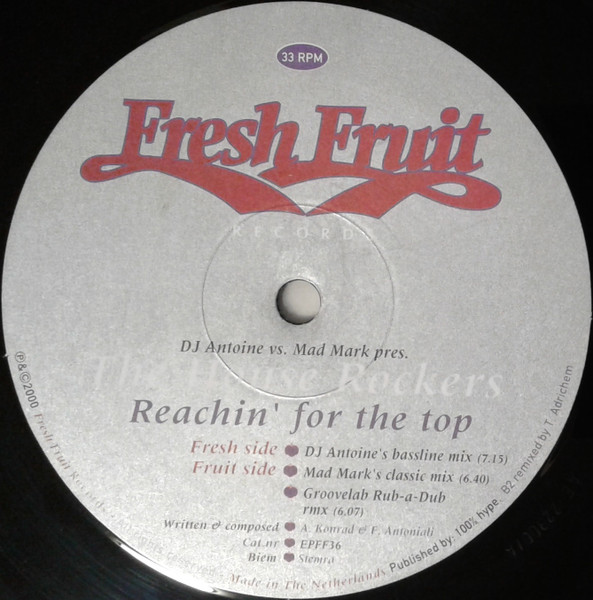 33 RPM
Fresh Fruit
RECORDS
DJ Antoine vs. Mad Mark pres.
Rockers
Reachin' for the top
Fresh side DJ Antoine's bassline mix (7.15)
Fruit side Mad Mark's classic mix (6.40)
Groovelab Rub-a-Dub
rmx (6.07)
Written & composed A. Konrad & F. Antoniali
Cat.nr EPFF36
Biem Stemra
℗&©2000 Fresh Fruit Records
rights reserved
Made in The Netherlands. Published by: 100% hype. B2 remixed by T. Adrichem